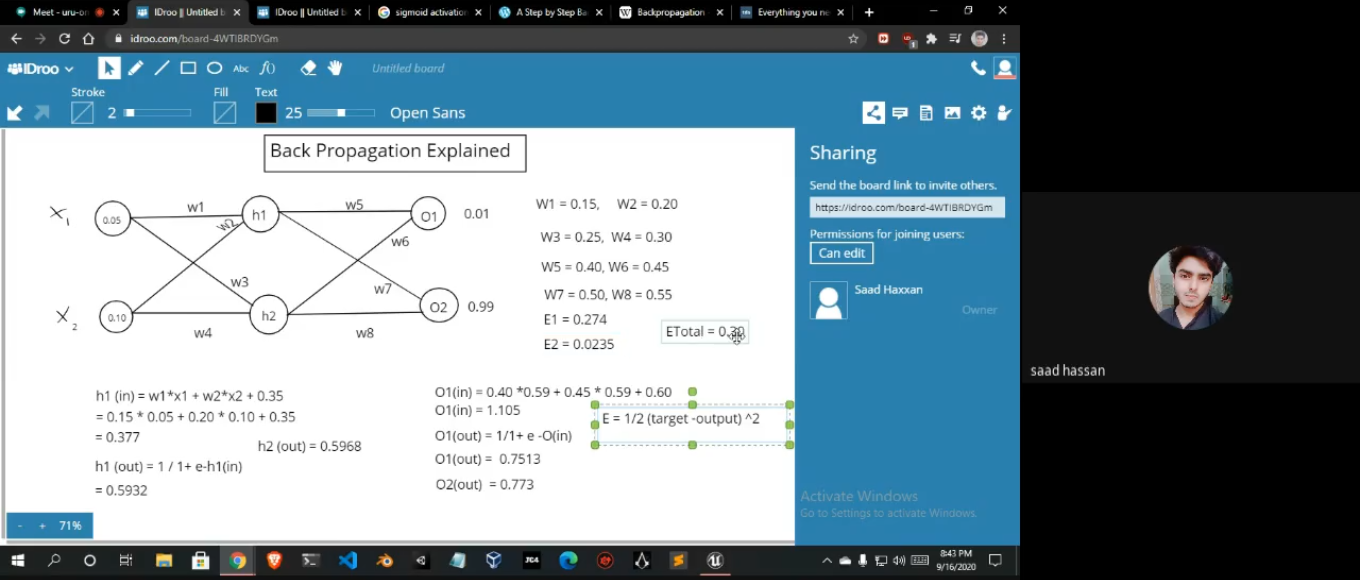 Meet - uru-on
IDroo || Untitled b
IDroo || Untitled b
sigmoid activation
A Step by Step Ba
Backpropagation
Everything you ne
idroo.com/board-4WTIBRDYGm
IDroo
Abc
f()
Untitled board
Stroke
Fill
Text
2
25
Open Sans
Back Propagation Explained
X1
0.05
w1
w2
h1
w5
O1
0.01
w6
w3
w7
X2
0.10
w4
h2
w8
O2
0.99
W1 = 0.15, W2 = 0.20
W3 = 0.25, W4 = 0.30
W5 = 0.40, W6 = 0.45
W7 = 0.50, W8 = 0.55
E1 = 0.274
E2 = 0.0235
ETotal = 0.30
h1 (in) = w1*x1 + w2*x2 + 0.35
= 0.15 * 0.05 + 0.20 * 0.10 + 0.35
= 0.377
h2 (out) = 0.5968
h1 (out) = 1 / 1+ e-h1(in)
= 0.5932
O1(in) = 0.40 *0.59 + 0.45 * 0.59 + 0.60
O1(in) = 1.105
O1(out) = 1/1+ e -O(in)
O1(out) = 0.7513
O2(out) = 0.773
E = 1/2 (target -output) ^2
Sharing
Send the board link to invite others.
https://idroo.com/board-4WTIBRDYGm
Permissions for joining users:
Can edit
Saad Haxxan
Owner
Activate Windows
Go to Settings to activate Windows.
- + 71%
8:43 PM
9/16/2020
saad hassan